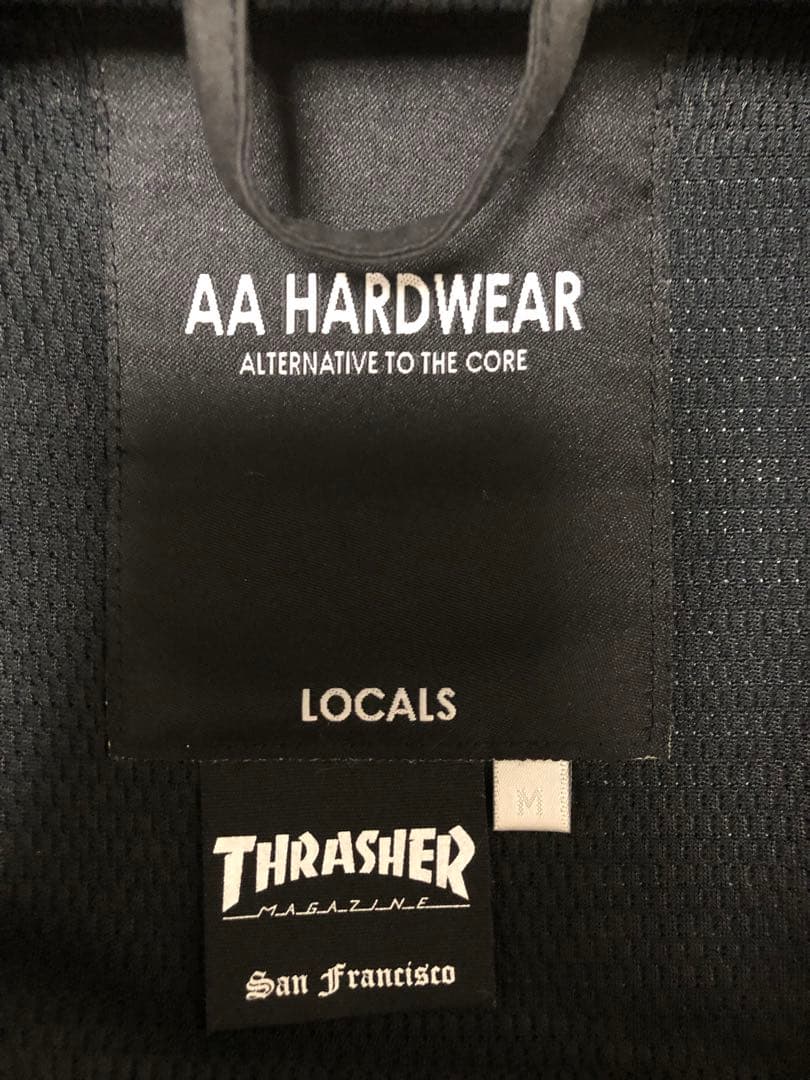 AA HARDWEAR
ALTERNATIVE TO THE CORE
LOCALS
M
THRASHER
MAGAZINE
San Francisco